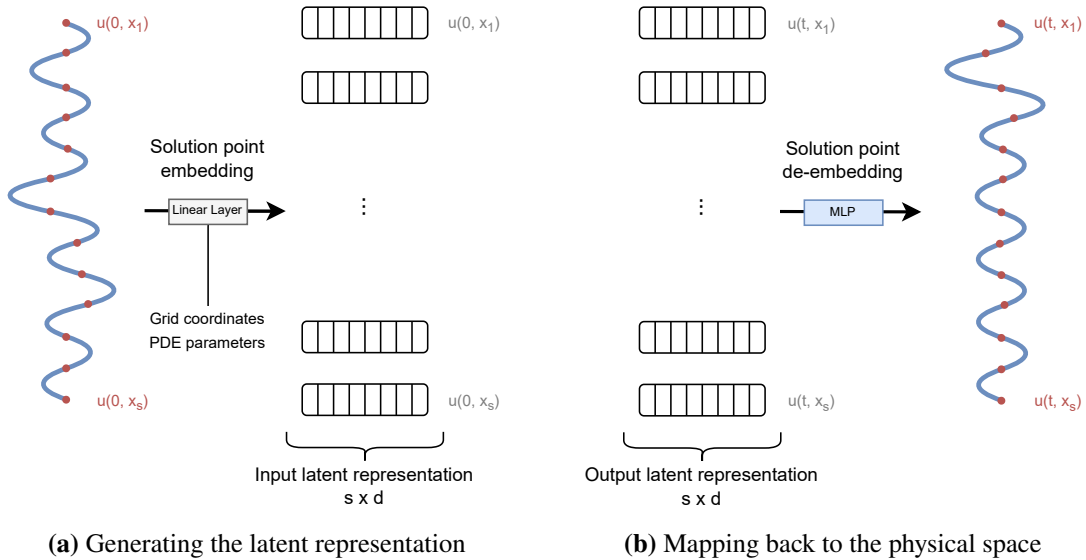 u(0, x₁)
u(0, x₁)
Solution point
embedding
Linear Layer
⋮
Grid coordinates
PDE parameters
u(0, xₛ)
u(0, xₛ)
Input latent representation
s x d
(a) Generating the latent representation
u(t, x₁)
u(t, x₁)
Solution point
de-embedding
⋮
MLP
u(t, xₛ)
u(t, xₛ)
Output latent representation
s x d
(b) Mapping back to the physical space